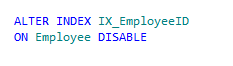 ALTER INDEX IX_EmployeeID
ON Employee DISABLE